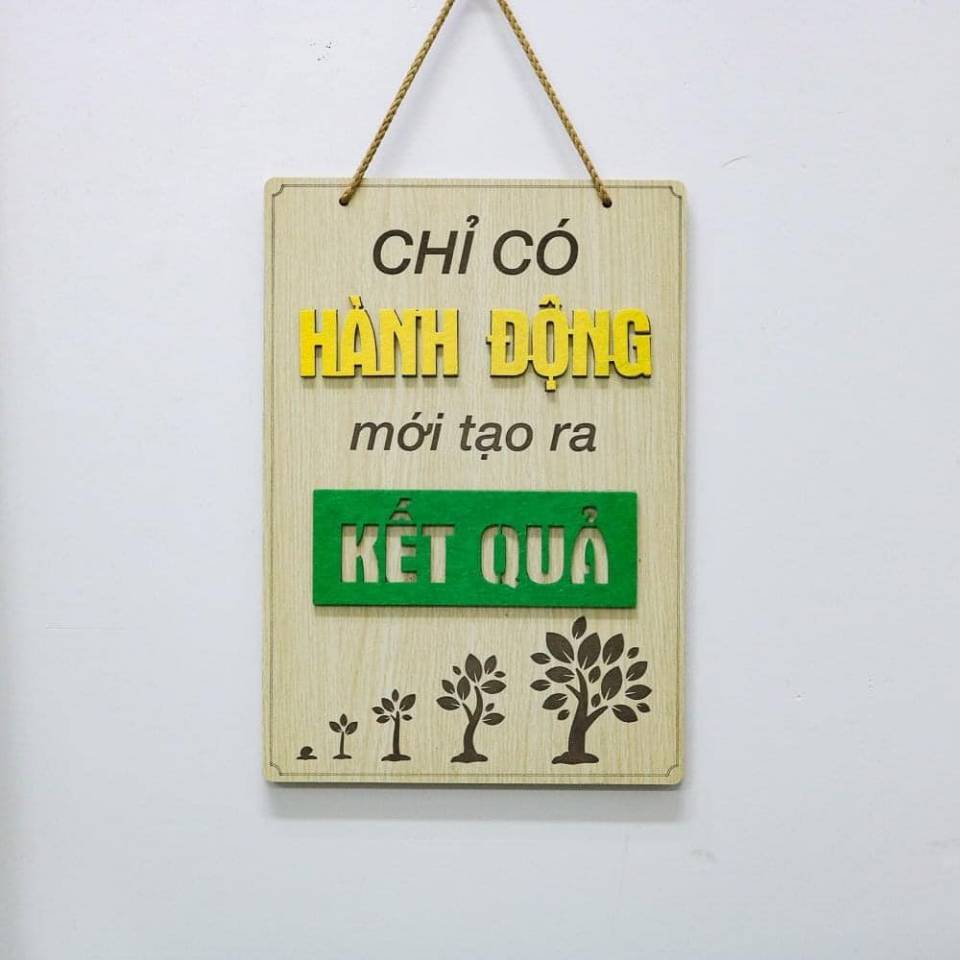 CHỈ CÓ
HÀNH ĐỘNG
mới tạo ra
KẾT QUẢ